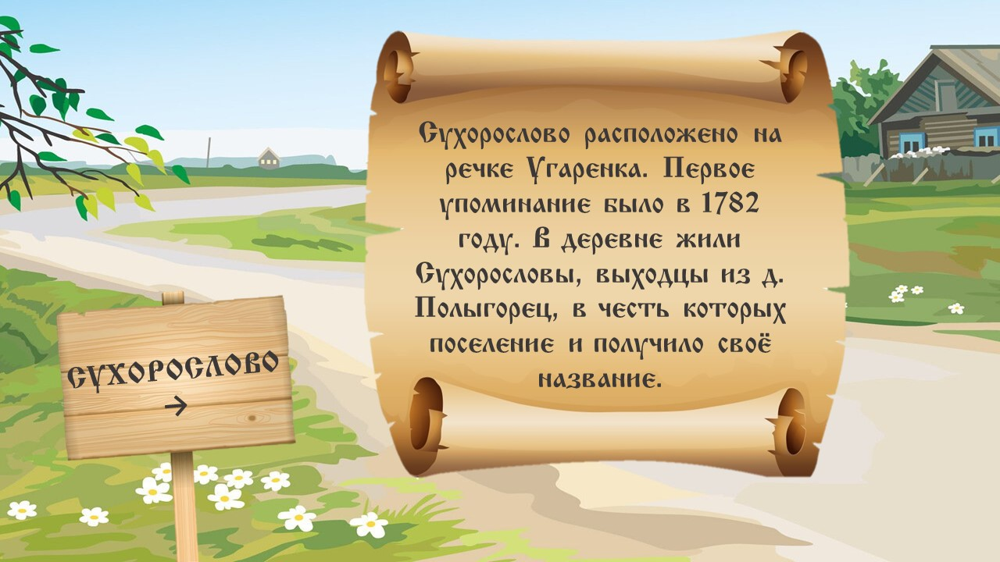 Сухорослово расположено на
речке Угаренка. Первое
упоминание было в 1782
году. В деревне жили
Сухорословы, выходцы из д.
Полыгорец, в честь которых
поселение и получило своё
название.
СУХОРОСЛОВО
→